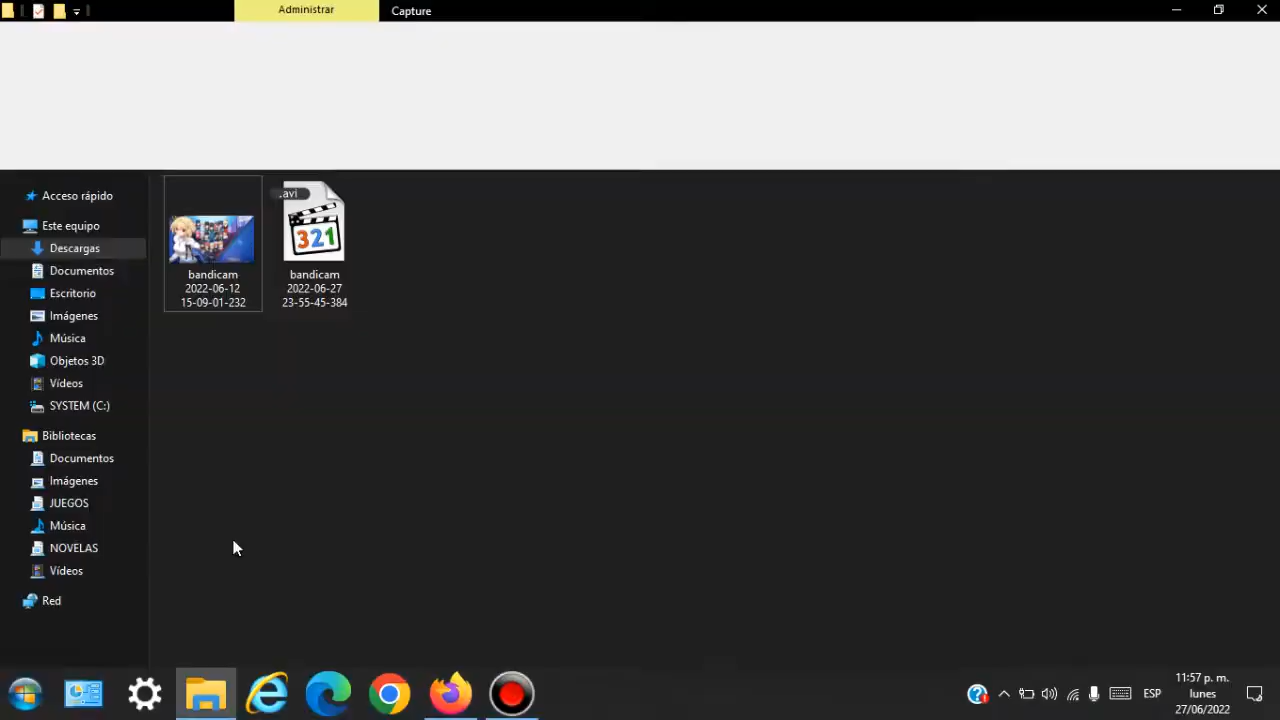 Administrar
Capture
Acceso rápido
Este equipo
Descargas
Documentos
Escritorio
Imágenes
Música
Objetos 3D
Vídeos
SYSTEM (C:)
Bibliotecas
Documentos
Imágenes
JUEGOS
Música
NOVELAS
Vídeos
Red
bandicam
2022-06-12
15-09-01-232
.avi
321
bandicam
2022-06-27
23-55-45-384
ESP
11:57 p. m.
lunes
27/06/2022